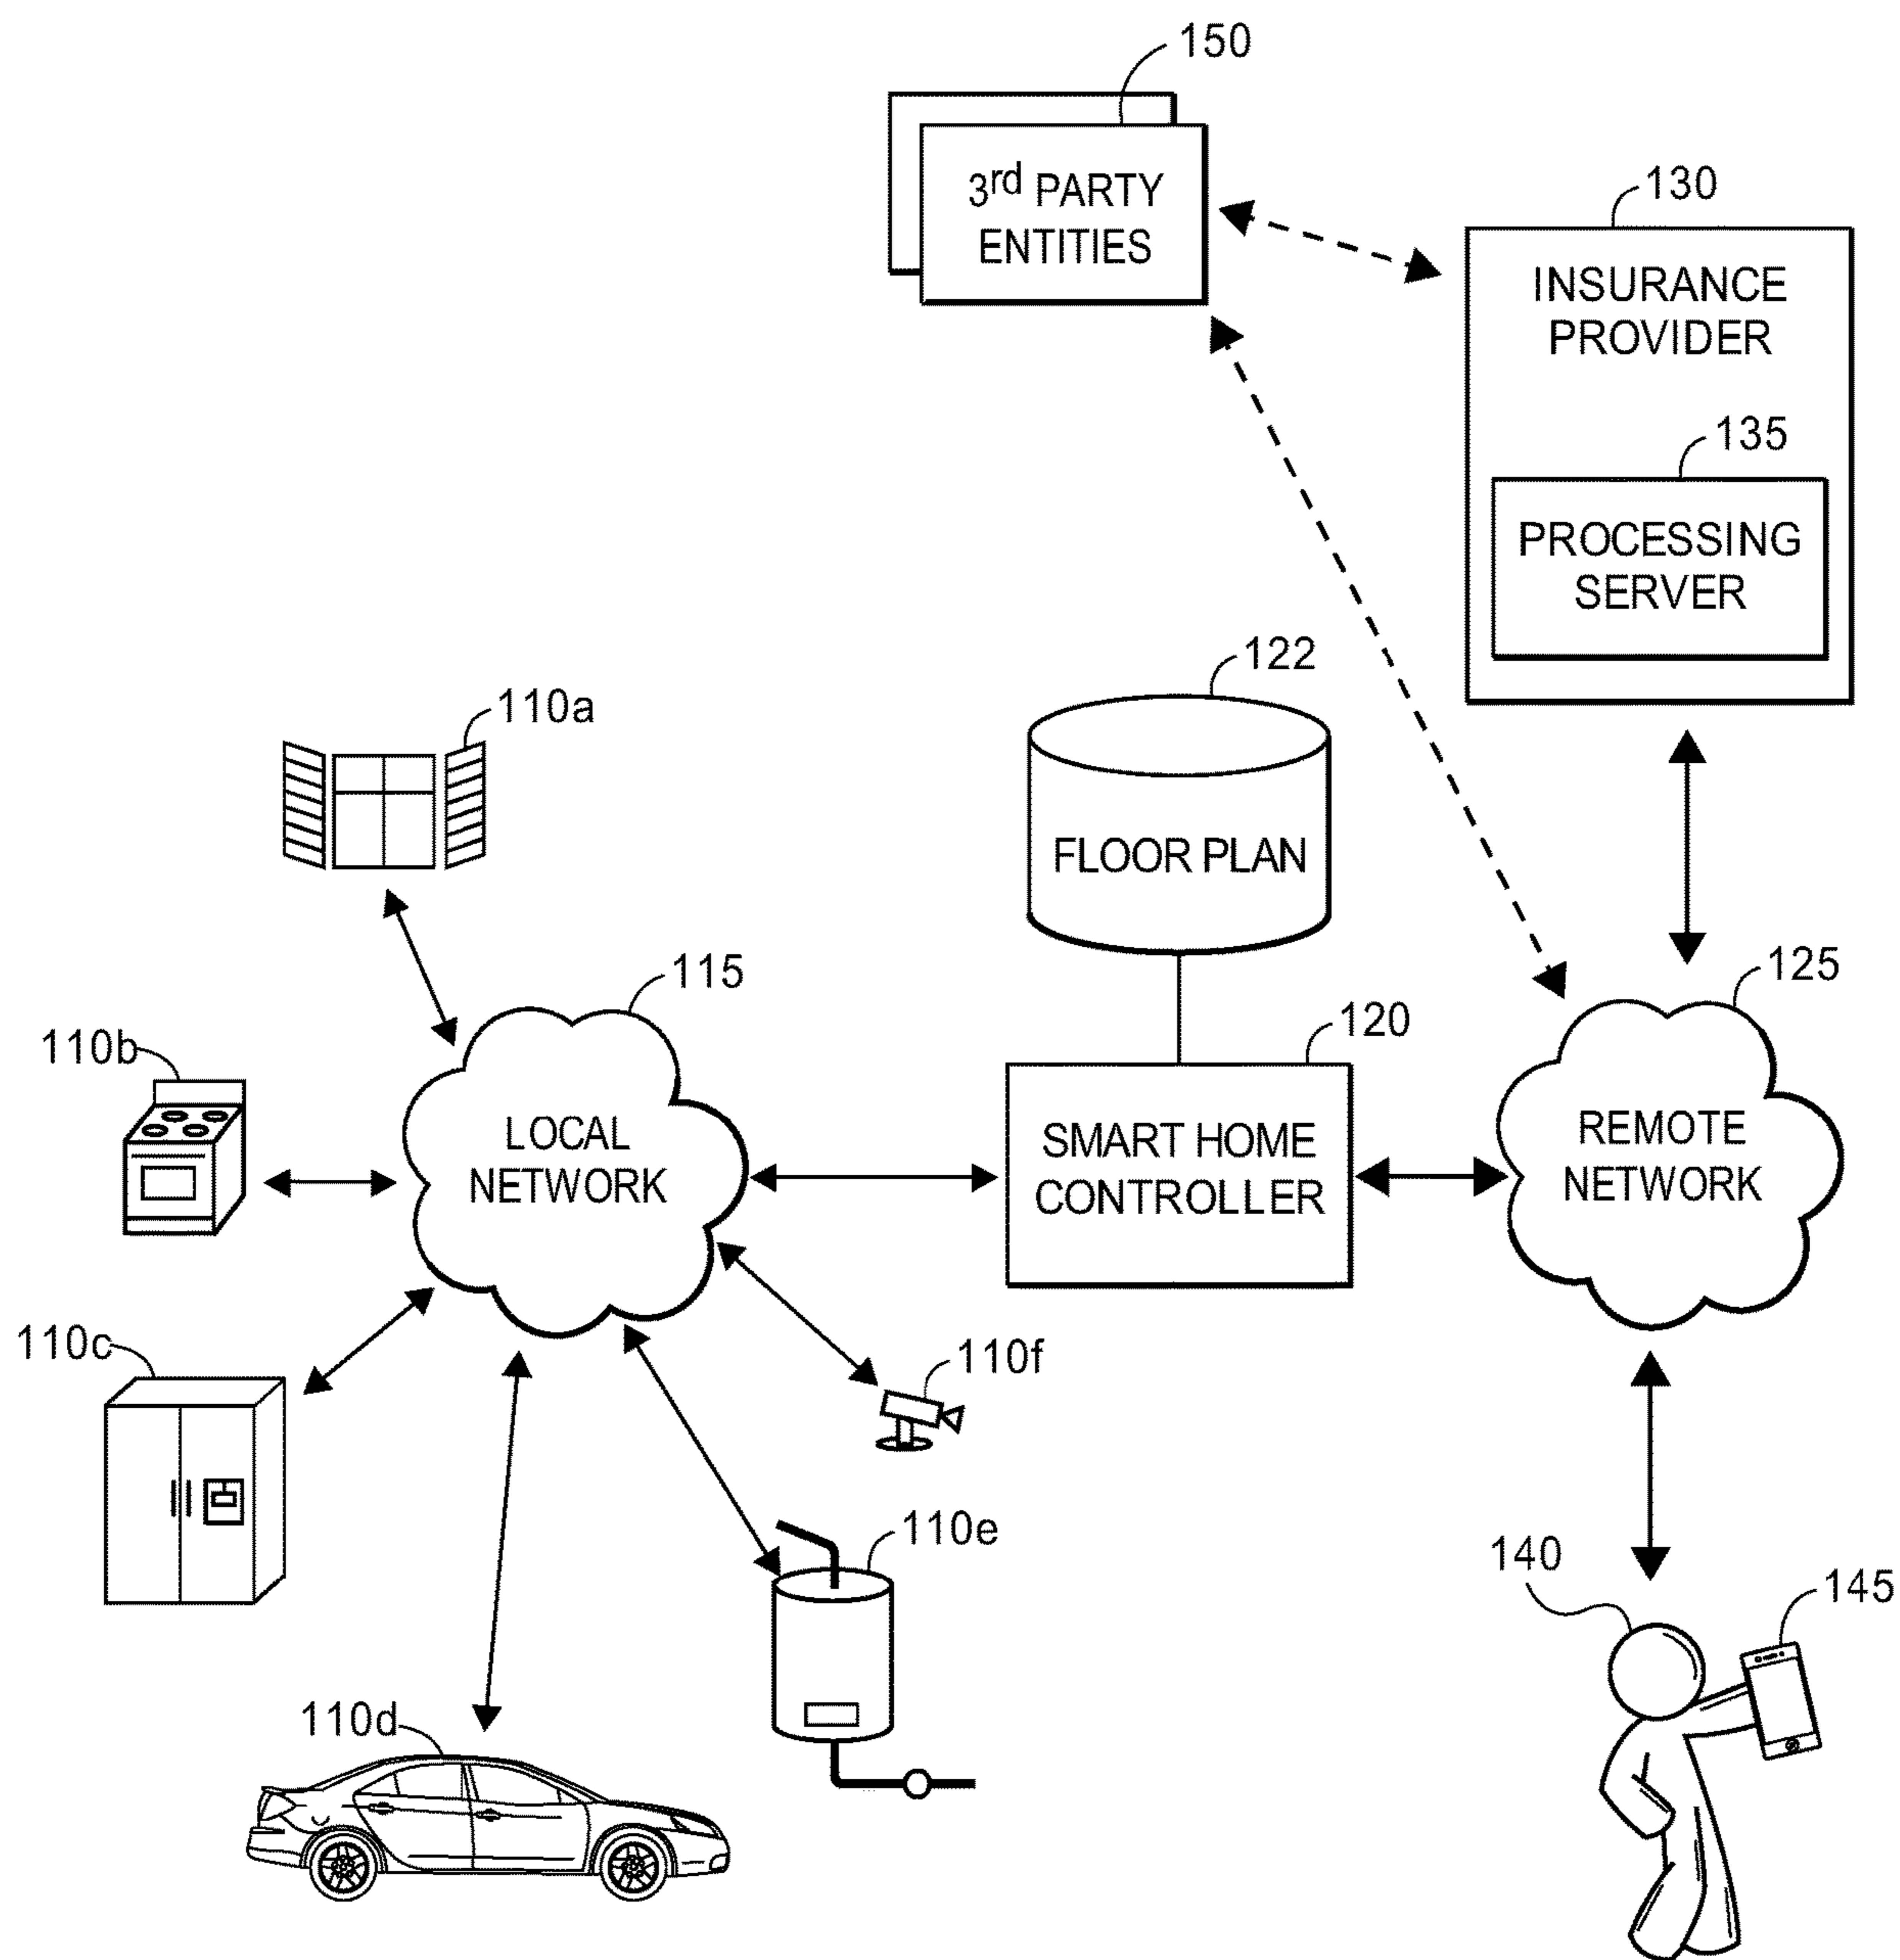 150
3rd PARTY
ENTITIES
130
INSURANCE
PROVIDER
135
PROCESSING
SERVER
122
FLOOR PLAN
110a
115
LOCAL
NETWORK
120
SMART HOME
CONTROLLER
125
REMOTE
NETWORK
110b
110c
110f
110e
110d
140
145